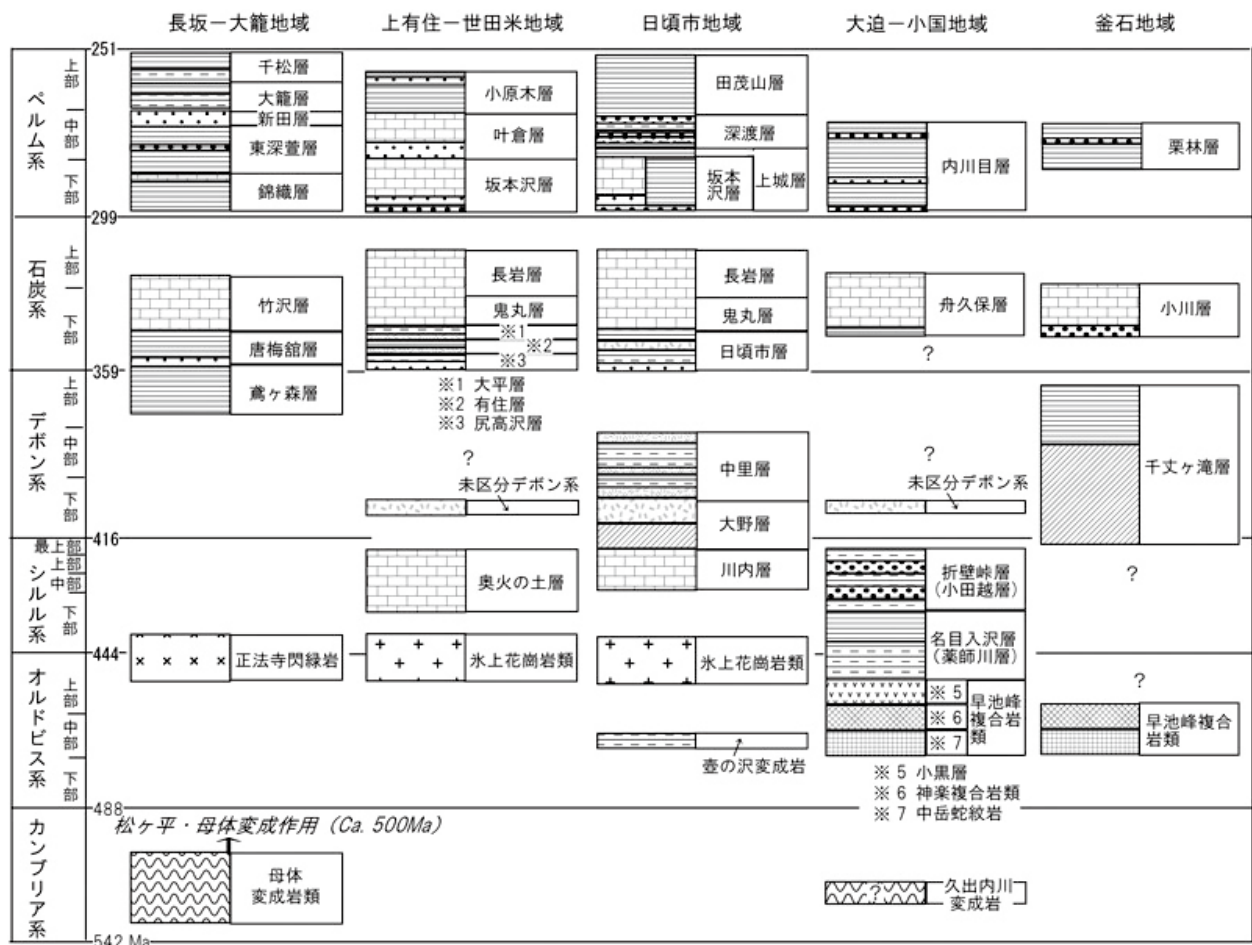 長坂－大籠地域
上有住－世田米地域
日頃市地域
大迫－小国地域
釜石地域
ペルム系
上部
中部
下部
251
千松層
大籠層
新田層
東深萱層
錦織層
小原木層
叶倉層
坂本沢層
田茂山層
深渡層
坂本沢層
上城層
内川目層
栗林層
299
石炭系
上部
下部
竹沢層
唐梅舘層
鳶ヶ森層
長岩層
鬼丸層
※1
※2
※3
長岩層
鬼丸層
日頃市層
舟久保層
?
小川層
359
デボン系
上部
中部
下部
※1 大平層
※2 有住層
※3 尻高沢層
?
未区分デボン系
中里層
大野層
?
未区分デボン系
千丈ヶ滝層
416
シルル系
最上部
上部
中部
下部
奥火の土層
川内層
折壁峠層
(小田越層)
名目入沢層
(薬師川層)
?
444
正法寺閃緑岩
氷上花崗岩類
氷上花崗岩類
オルドビス系
上部
中部
下部
壺の沢変成岩
※ 5
※ 6
※ 7
早池峰
複合岩
類
※ 5 小黒層
※ 6 神楽複合岩類
※ 7 中岳蛇紋岩
?
早池峰複合
岩類
488
カンブリア系
松ヶ平・母体変成作用 (Ca. 500Ma)
母体
変成岩類
?
久出内川
変成岩
542 Ma